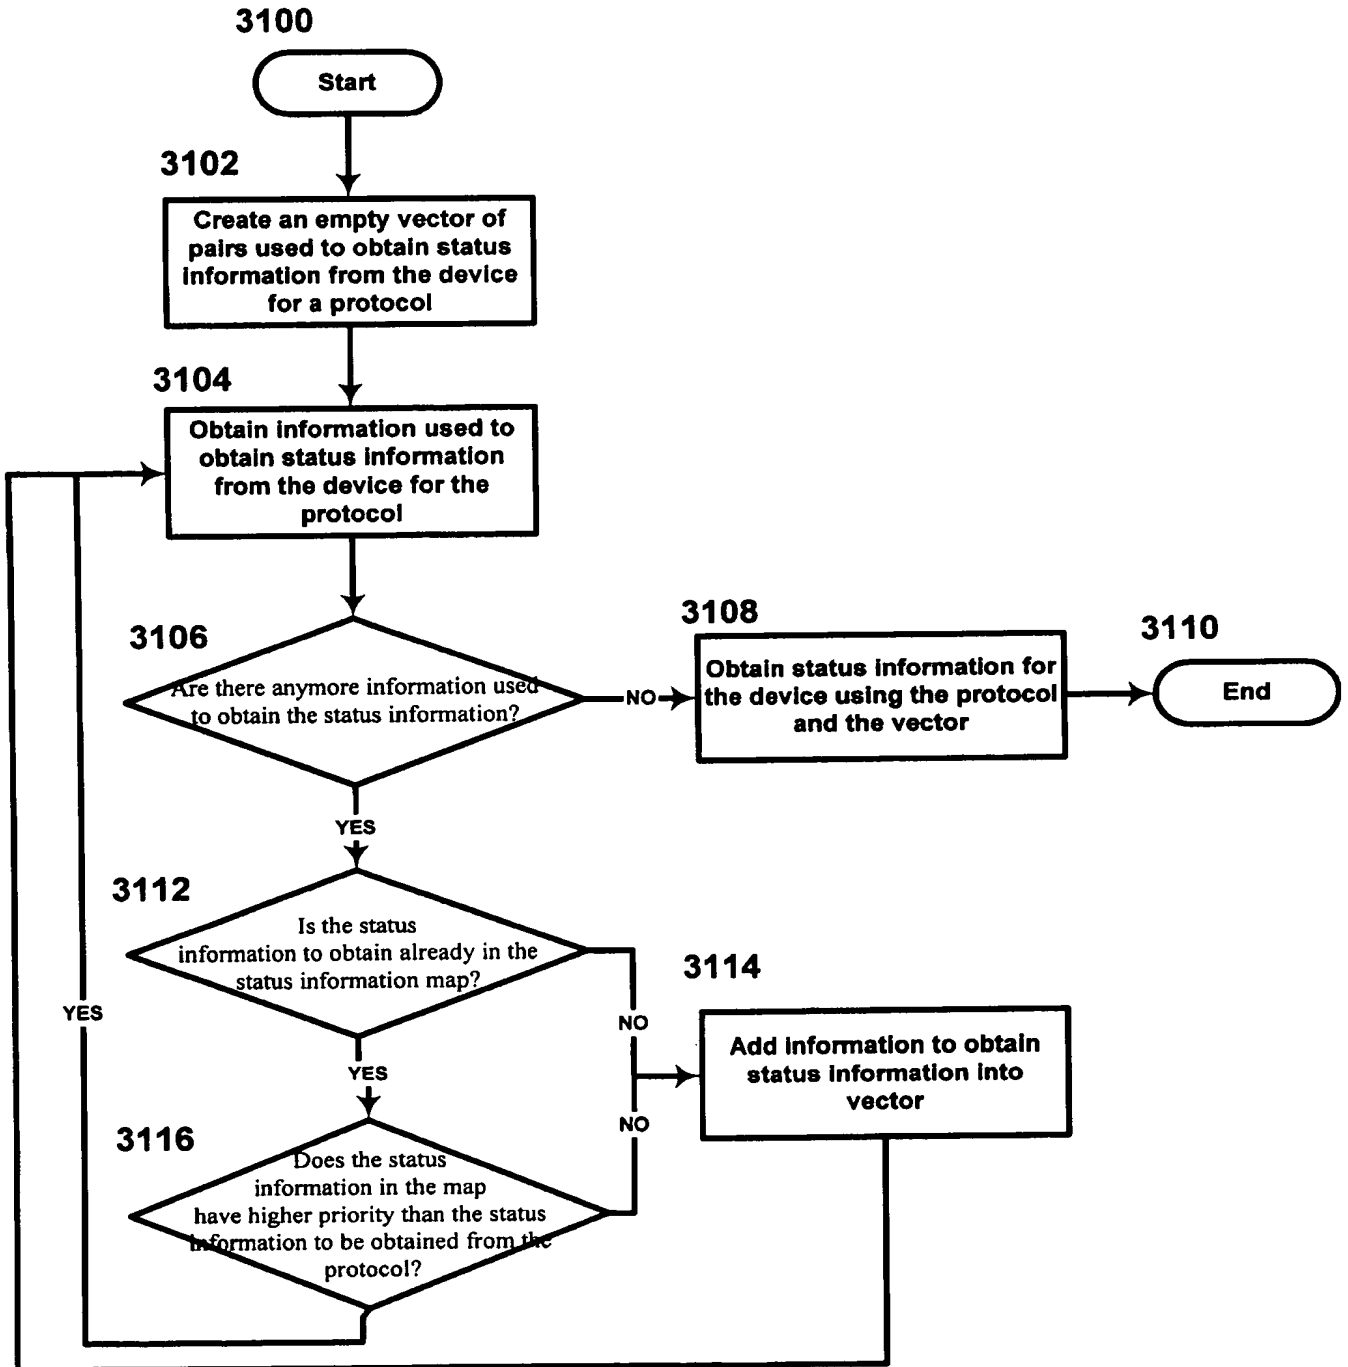 3100
Start
3102
Create an empty vector of
pairs used to obtain status
information from the device
for a protocol
3104
Obtain information used to
obtain status information
from the device for the
protocol
3106
Are there anymore information used
to obtain the status information?
NO
3108
Obtain status information for
the device using the protocol
and the vector
3110
End
YES
3112
Is the status
information to obtain already in the
status information map?
NO
3114
Add information to obtain
status information into
vector
YES
YES
NO
3116
Does the status
information in the map
have higher priority than the status
information to be obtained from the
protocol?